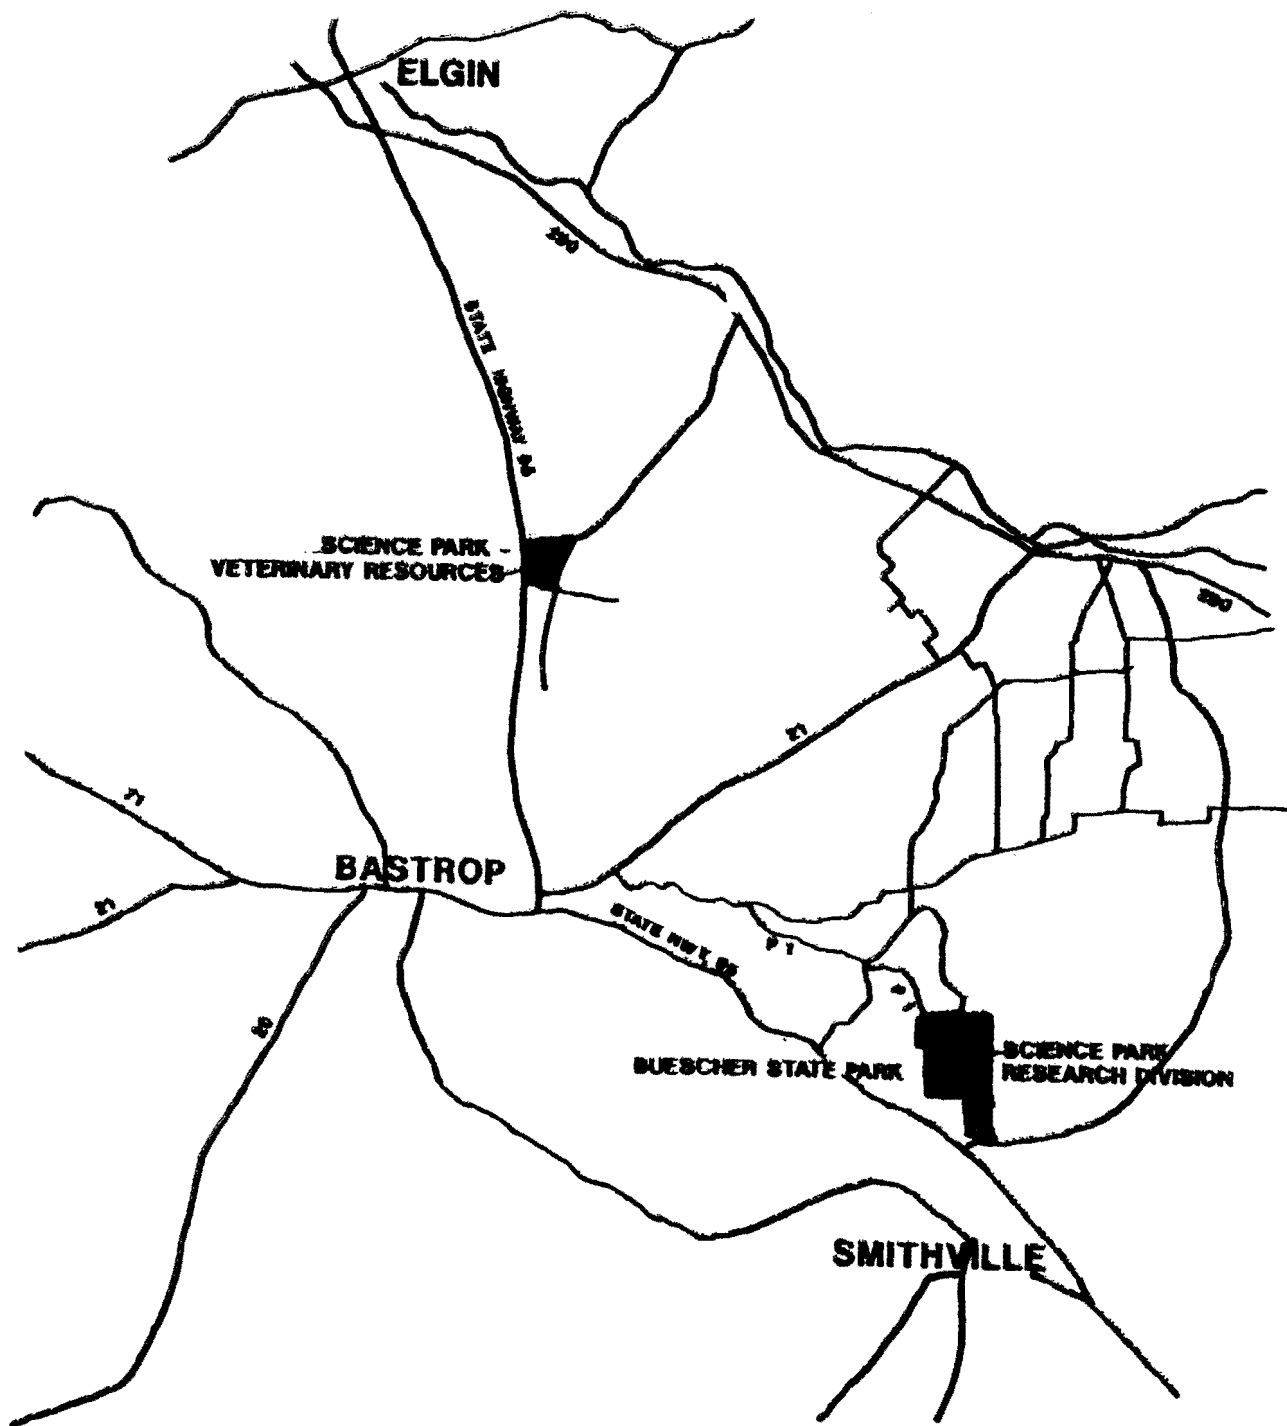 ELGIN
290
STATE HIGHWAY 95
SCIENCE PARK
VETERINARY RESOURCES
290
21
71
BASTROP
21
STATE HWY. 95
P 1
P 1
20
BUESCHER STATE PARK
SCIENCE PARK
RESEARCH DIVISION
SMITHVILLE